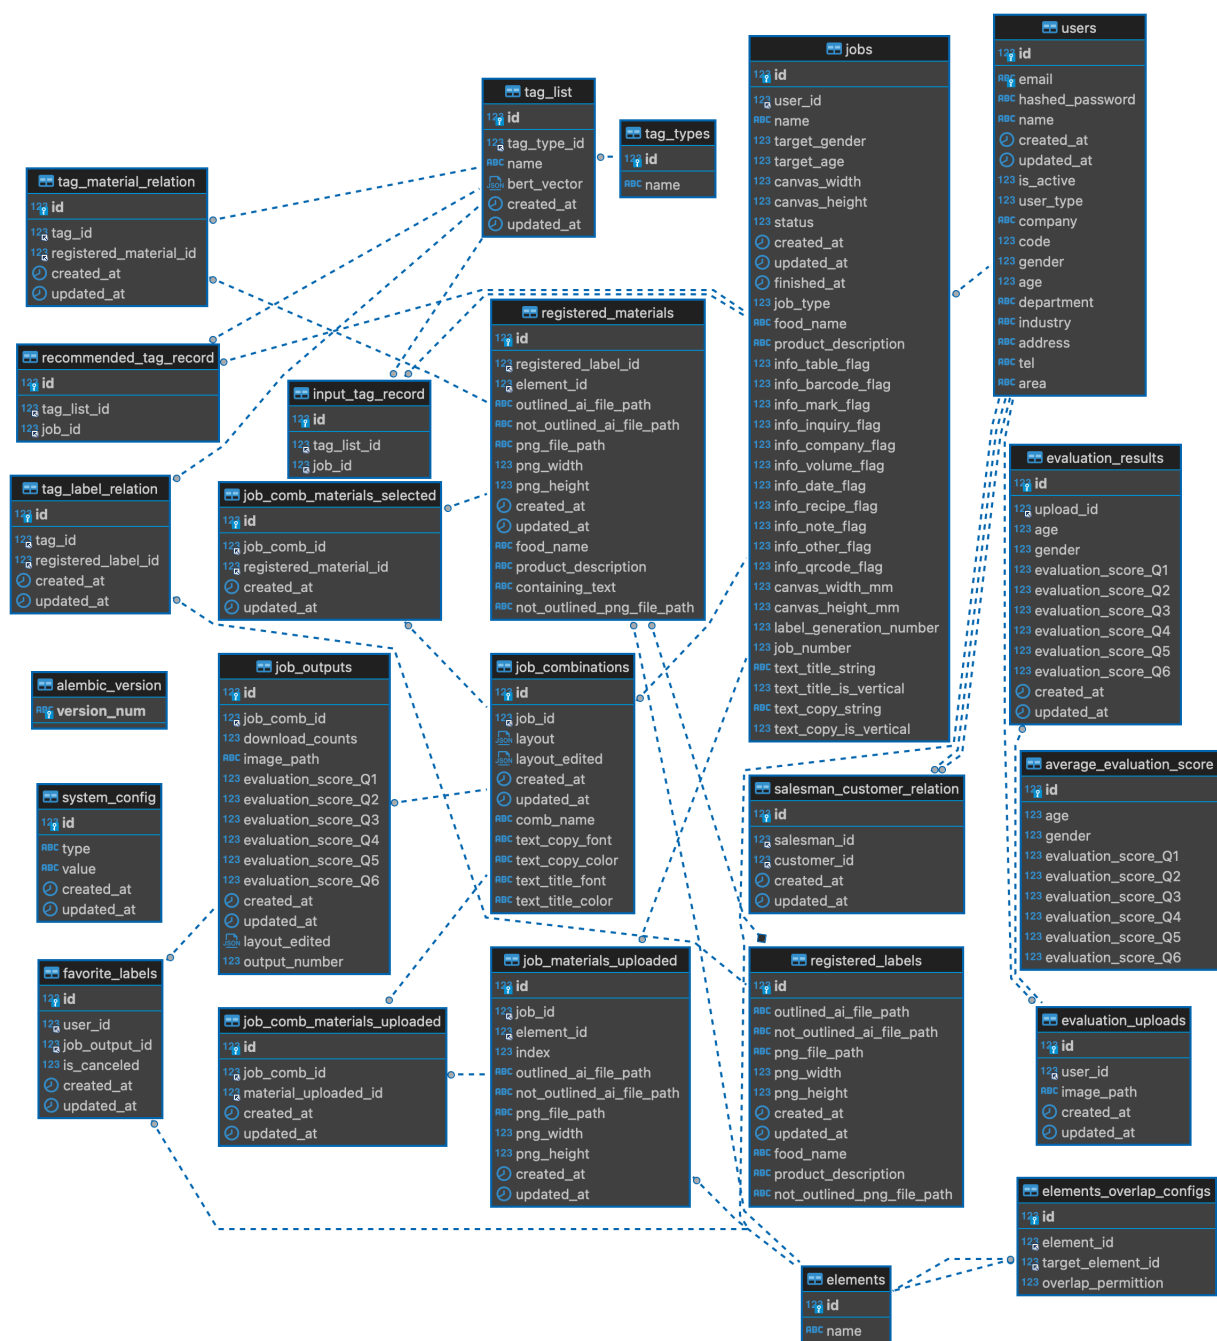 users
id
email
hashed_password
name
created_at
updated_at
is_active
user_type
company
code
gender
age
department
industry
address
tel
area
jobs
id
user_id
name
target_gender
target_age
canvas_width
canvas_height
status
created_at
updated_at
finished_at
job_type
food_name
product_description
info_table_flag
info_barcode_flag
info_mark_flag
info_inquiry_flag
info_company_flag
info_volume_flag
info_date_flag
info_recipe_flag
info_note_flag
info_other_flag
info_qrcode_flag
canvas_width_mm
canvas_height_mm
label_generation_number
job_number
text_title_string
text_title_is_vertical
text_copy_string
text_copy_is_vertical
tag_list
id
tag_type_id
name
bert_vector
created_at
updated_at
tag_types
id
name
tag_material_relation
id
tag_id
registered_material_id
created_at
updated_at
registered_materials
id
registered_label_id
element_id
outlined_ai_file_path
not_outlined_ai_file_path
png_file_path
png_width
png_height
created_at
updated_at
food_name
product_description
containing_text
not_outlined_png_file_path
recommended_tag_record
id
tag_list_id
job_id
input_tag_record
id
tag_list_id
job_id
tag_label_relation
id
tag_id
registered_label_id
created_at
updated_at
job_comb_materials_selected
id
job_comb_id
registered_material_id
created_at
updated_at
evaluation_results
id
upload_id
age
gender
evaluation_score_Q1
evaluation_score_Q2
evaluation_score_Q3
evaluation_score_Q4
evaluation_score_Q5
evaluation_score_Q6
created_at
updated_at
alembic_version
version_num
job_outputs
id
job_comb_id
download_counts
image_path
evaluation_score_Q1
evaluation_score_Q2
evaluation_score_Q3
evaluation_score_Q4
evaluation_score_Q5
evaluation_score_Q6
created_at
updated_at
layout_edited
output_number
job_combinations
id
job_id
layout
layout_edited
created_at
updated_at
comb_name
text_copy_font
text_copy_color
text_title_font
text_title_color
average_evaluation_score
id
age
gender
evaluation_score_Q1
evaluation_score_Q2
evaluation_score_Q3
evaluation_score_Q4
evaluation_score_Q5
evaluation_score_Q6
salesman_customer_relation
id
salesman_id
customer_id
created_at
updated_at
system_config
id
type
value
created_at
updated_at
favorite_labels
id
user_id
job_output_id
is_canceled
created_at
updated_at
job_comb_materials_uploaded
id
job_comb_id
material_uploaded_id
created_at
updated_at
job_materials_uploaded
id
job_id
element_id
index
outlined_ai_file_path
not_outlined_ai_file_path
png_file_path
png_width
png_height
created_at
updated_at
registered_labels
id
outlined_ai_file_path
not_outlined_ai_file_path
png_file_path
png_width
png_height
created_at
updated_at
food_name
product_description
not_outlined_png_file_path
evaluation_uploads
id
user_id
image_path
created_at
updated_at
elements_overlap_configs
id
element_id
target_element_id
overlap_permittion
elements
id
name